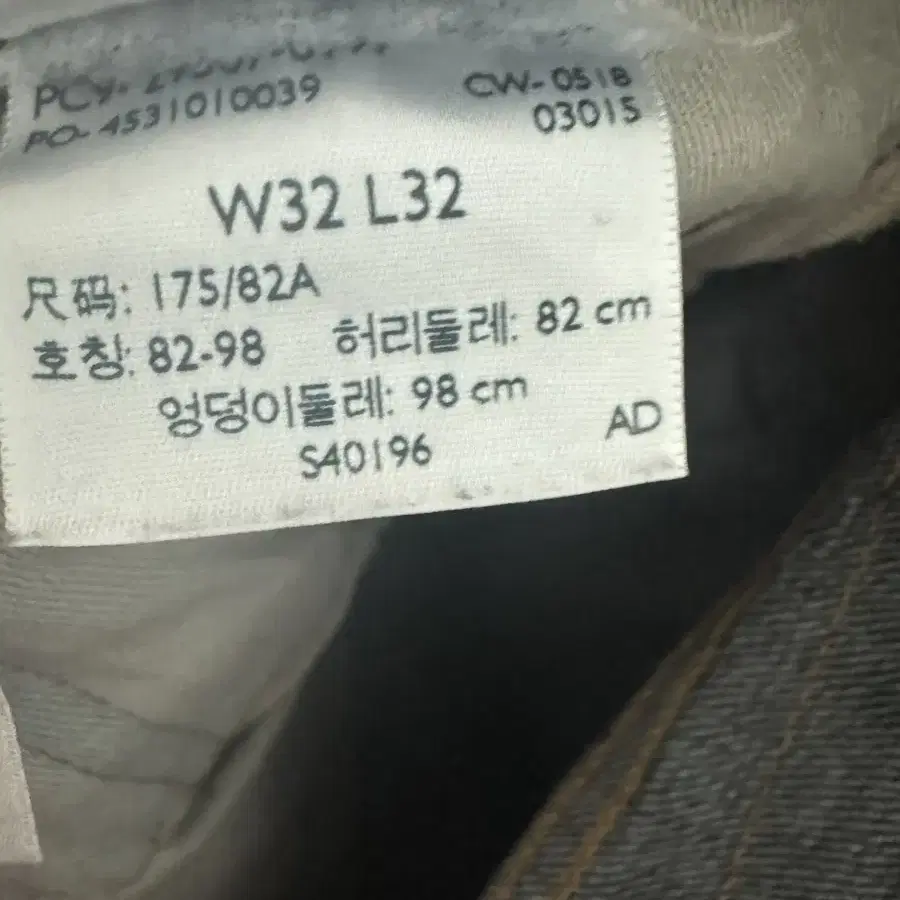 PC9-
PO-4531010039
CW-0518
03015
W32 L32
尺码: 175/82A
호칭: 82-98 허리둘레: 82 cm
엉덩이둘레: 98 cm
S40196
AD